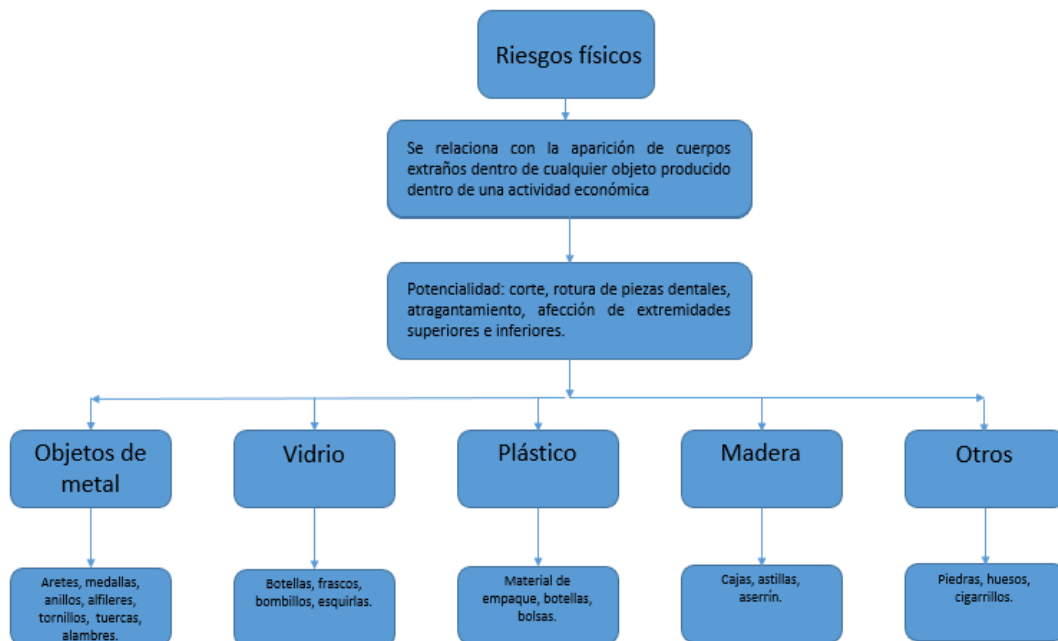 Riesgos físicos
Se relaciona con la aparición de cuerpos
extraños dentro de cualquier objeto producido
dentro de una actividad económica
Potencialidad: corte, rotura de piezas dentales,
atragantamiento, afección de extremidades
superiores e inferiores.
Objetos de
metal
Vidrio
Plástico
Madera
Otros
Aretes, medallas,
anillos, alfileres,
tornillos, tuercas,
alambres.
Botellas, frascos,
bombillos, esquirlas.
Material de
empaque, botellas,
bolsas.
Cajas, astillas,
aserrín.
Piedras, huesos,
cigarrillos.